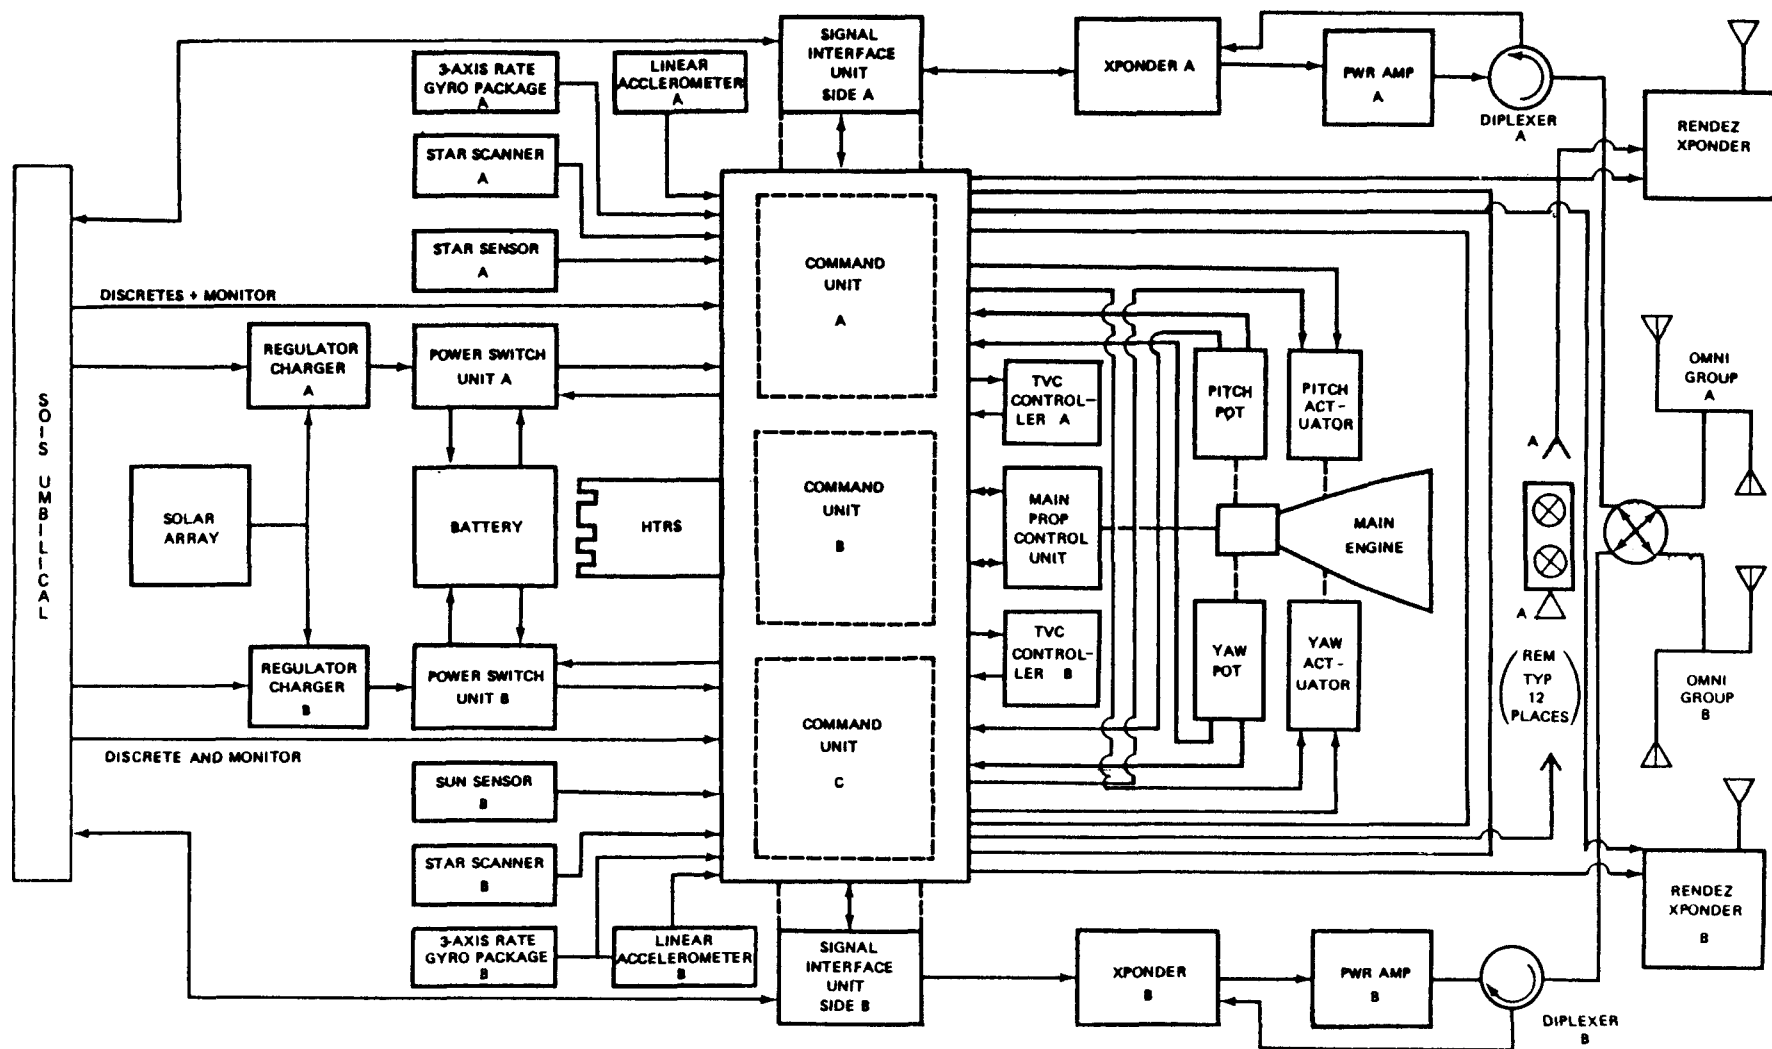 SIGNAL
INTERFACE
UNIT
SIDE A
3-AXIS RATE
GYRO PACKAGE
A
LINEAR
ACCLEROMETER
A
XPONDER A
PWR AMP
A
DIPLEXER
A
RENDEZ
XPONDER
STAR SCANNER
A
STAR SENSOR
A
COMMAND
UNIT
A
DISCRETES + MONITOR
REGULATOR
CHARGER
A
POWER SWITCH
UNIT A
TVC
CONTROL-
LER A
PITCH
POT
PITCH
ACT-
UATOR
OMNI
GROUP
A
A
SOIS UMBILICAL
SOLAR
ARRAY
BATTERY
HTRS
COMMAND
UNIT
B
MAIN
PROP
CONTROL
UNIT
MAIN
ENGINE
A
REGULATOR
CHARGER
B
POWER SWITCH
UNIT B
TVC
CONTROL-
LER B
YAW
POT
YAW
ACT-
UATOR
(REM
TYP
12
PLACES)
OMNI
GROUP
B
COMMAND
UNIT
C
DISCRETE AND MONITOR
SUN SENSOR
B
STAR SCANNER
B
3-AXIS RATE
GYRO PACKAGE
B
LINEAR
ACCELEROMETER
B
SIGNAL
INTERFACE
UNIT
SIDE B
XPONDER
B
PWR AMP
B
DIPLEXER
B
RENDEZ
XPONDER
B